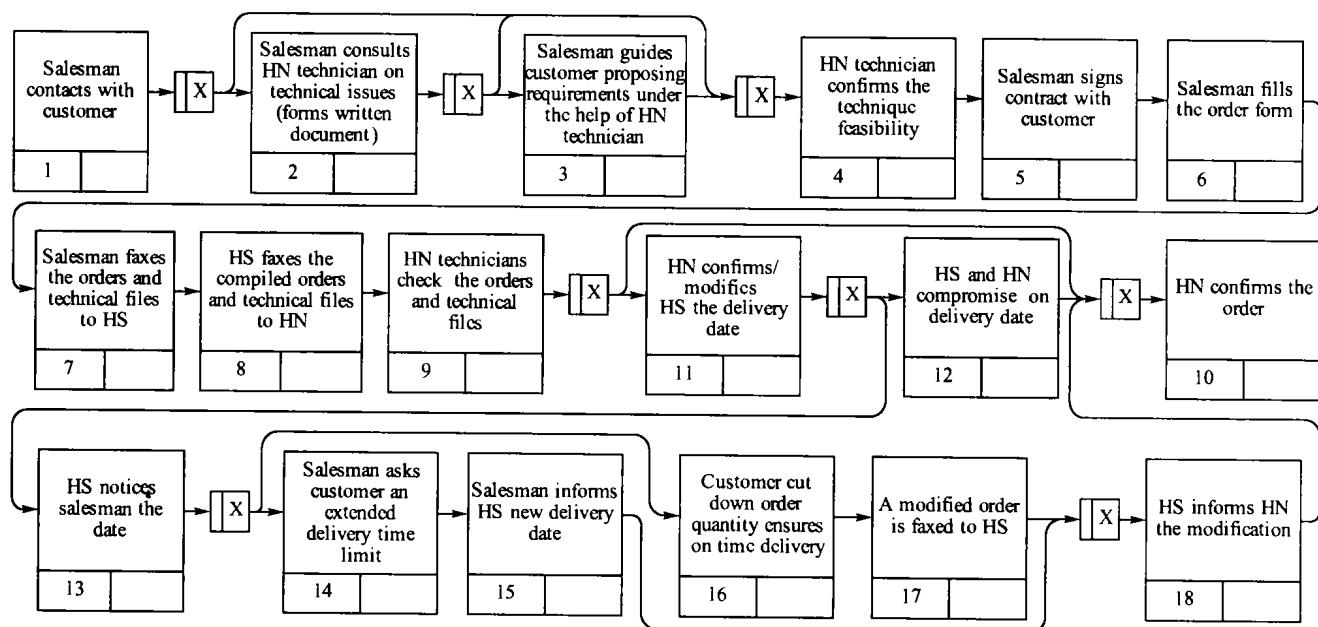 Salesman
contacts with
customer
1
X
Salesman consults
HN technician on
technical issues
(forms written
document)
2
X
Salesman guides
customer proposing
requirements under
the help of HN
technician
3
X
HN technician
confirms the
technique
feasibility
4
Salesman signs
contract with
customer
5
Salesman fills
the order form
6
Salesman faxes
the orders and
technical files
to HS
7
HS faxes the
compiled orders
and technical files
to HN
8
HN technicians
check the orders
and technical
files
9
X
HN confirms/
modifics
HS the delivery
date
11
X
HS and HN
compromise on
delivery date
12
X
HN confirms the
order
10
HS notices
salesman the
date
13
X
Salesman asks
customer an
extended
delivery time
limit
14
Salesman informs
HS new delivery
date
15
Customer cut
down order
quantity ensures
on time delivery
16
A modified order
is faxed to HS
17
X
HS informs HN
the modification
18